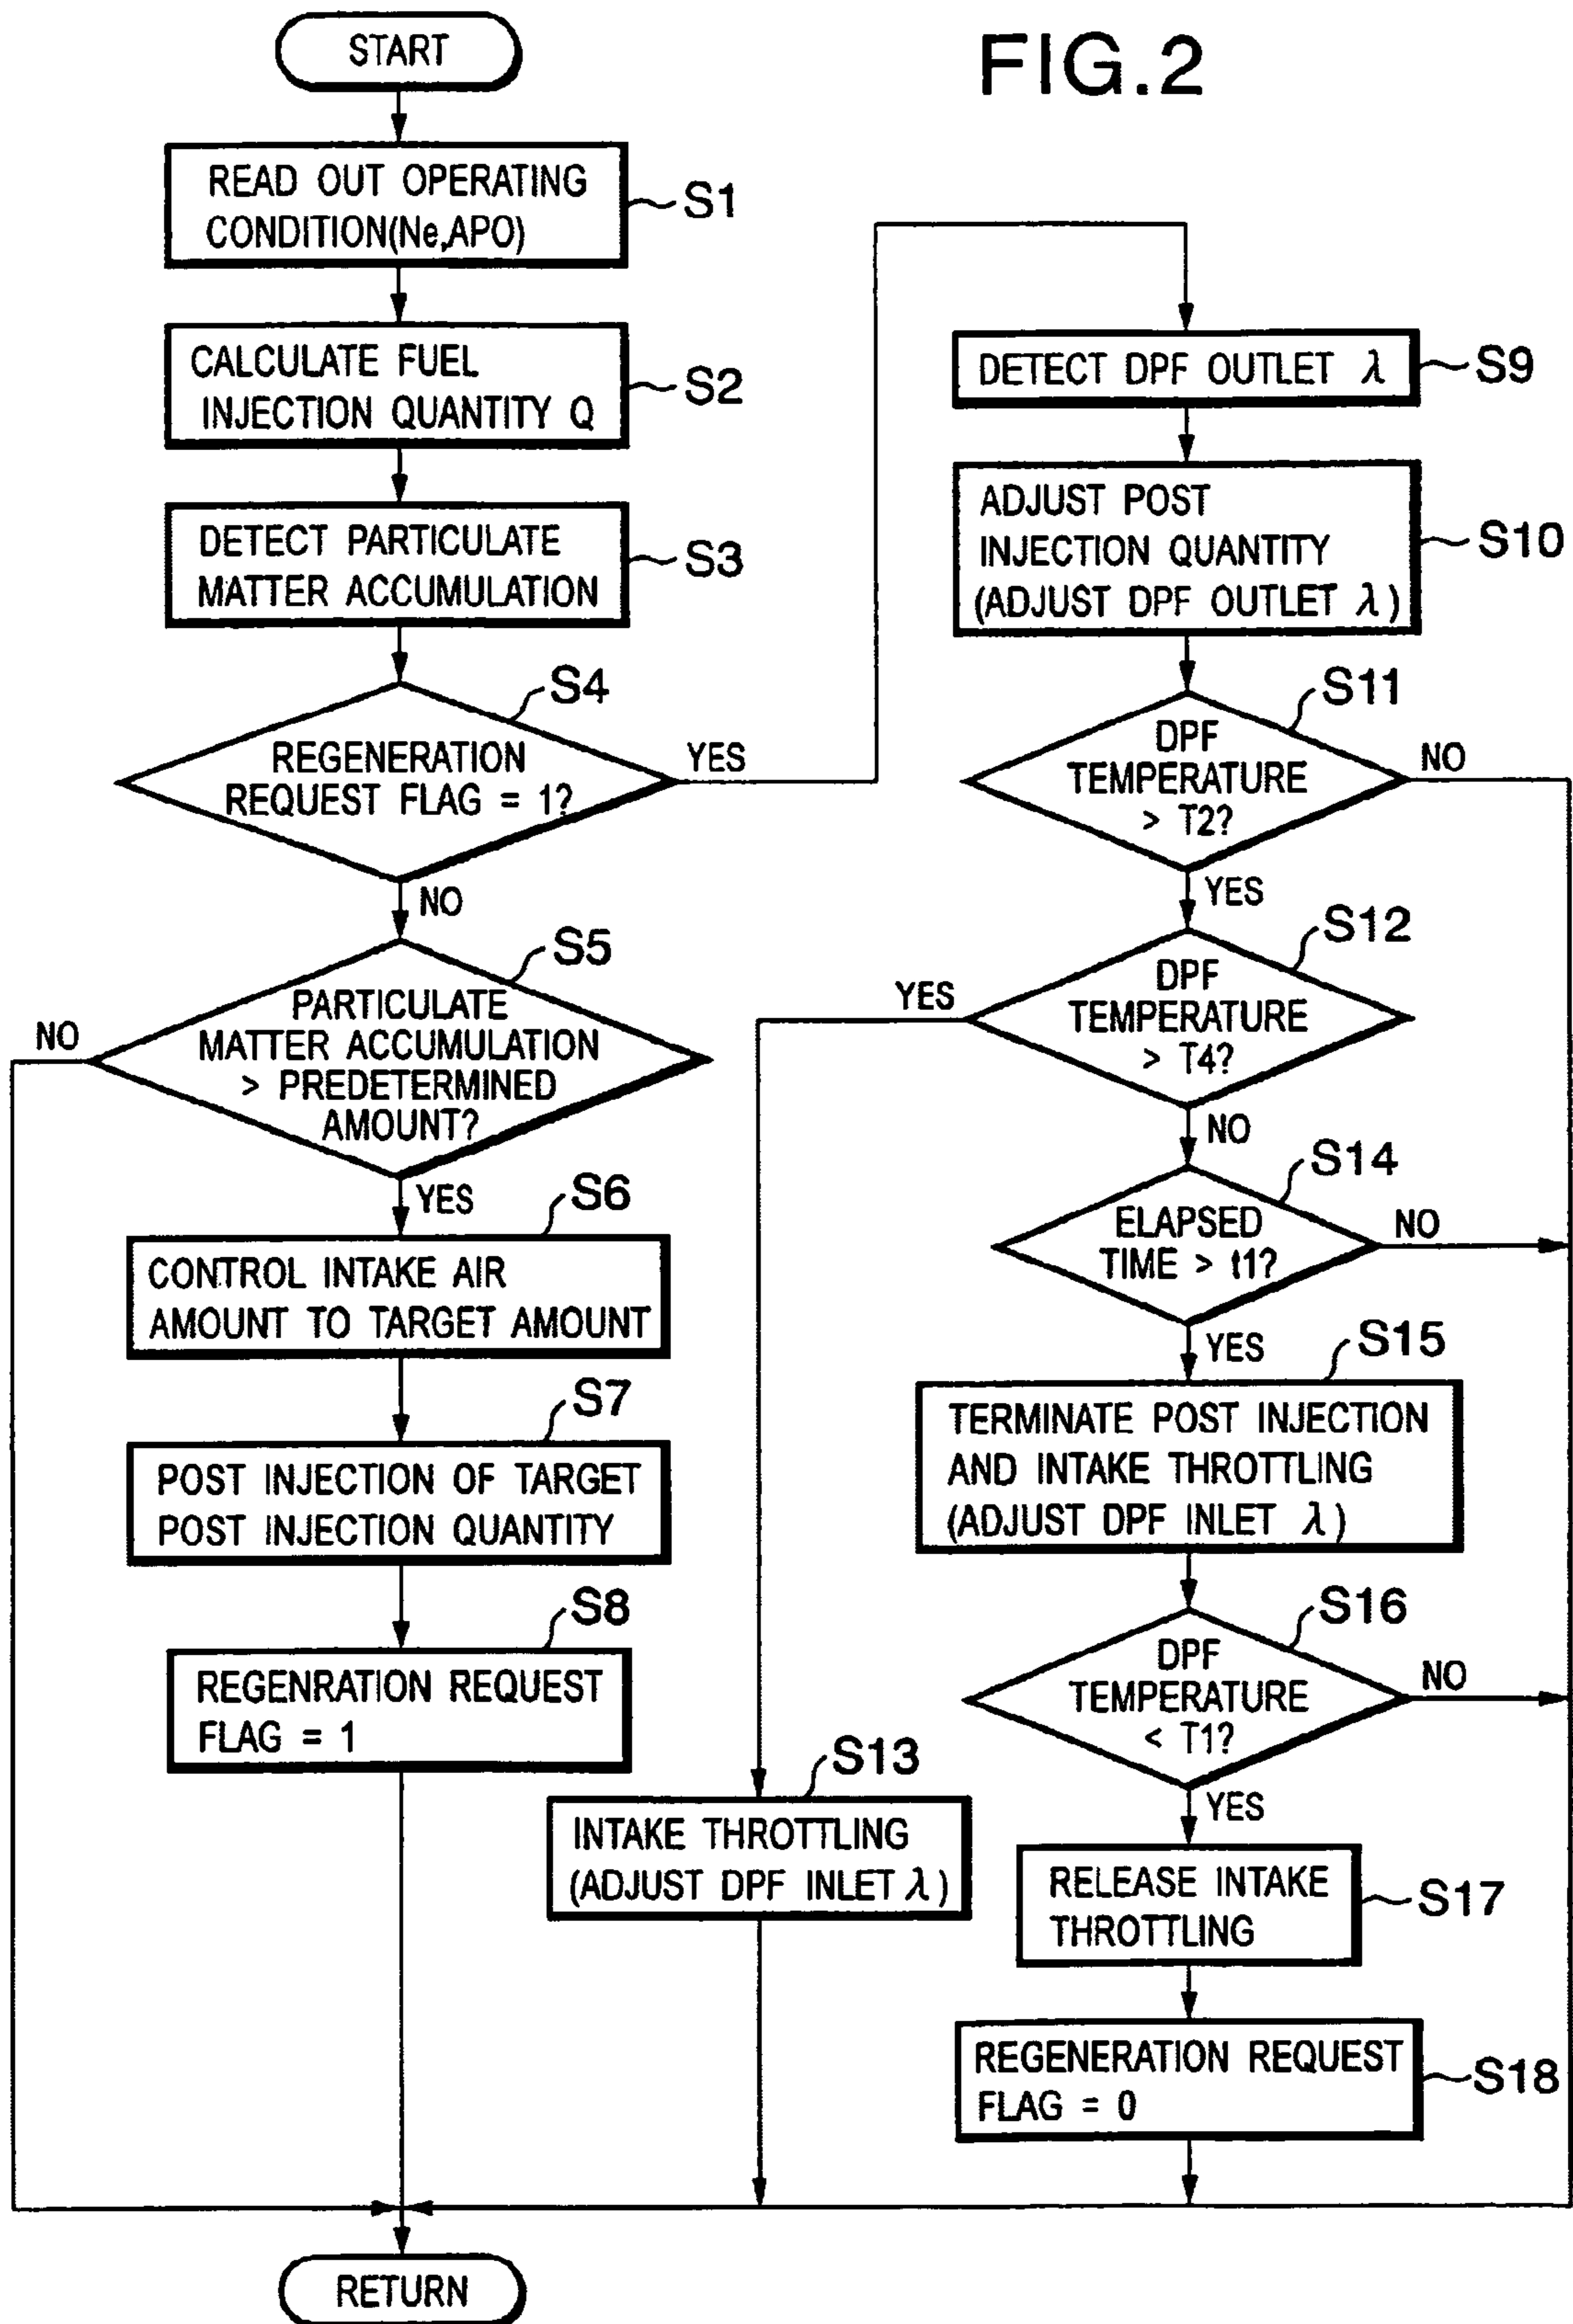 FIG.2
START
READ OUT OPERATING
CONDITION(Ne,APO)
S1
CALCULATE FUEL
INJECTION QUANTITY Q
S2
DETECT PARTICULATE
MATTER ACCUMULATION
S3
S4
REGENERATION
REQUEST FLAG = 1?
YES
NO
S5
PARTICULATE
MATTER ACCUMULATION
> PREDETERMINED
AMOUNT?
NO
YES
S6
CONTROL INTAKE AIR
AMOUNT TO TARGET AMOUNT
S7
POST INJECTION OF TARGET
POST INJECTION QUANTITY
S8
REGENRATION REQUEST
FLAG = 1
DETECT DPF OUTLET λ
S9
ADJUST POST
INJECTION QUANTITY
(ADJUST DPF OUTLET λ)
S10
S11
DPF
TEMPERATURE
> T2?
NO
YES
S12
DPF
TEMPERATURE
> T4?
YES
NO
S13
INTAKE THROTTLING
(ADJUST DPF INLET λ)
S14
ELAPSED
TIME > t1?
NO
YES
S15
TERMINATE POST INJECTION
AND INTAKE THROTTLING
(ADJUST DPF INLET λ)
S16
DPF
TEMPERATURE
< T1?
NO
YES
RELEASE INTAKE
THROTTLING
S17
REGENERATION REQUEST
FLAG = 0
S18
RETURN